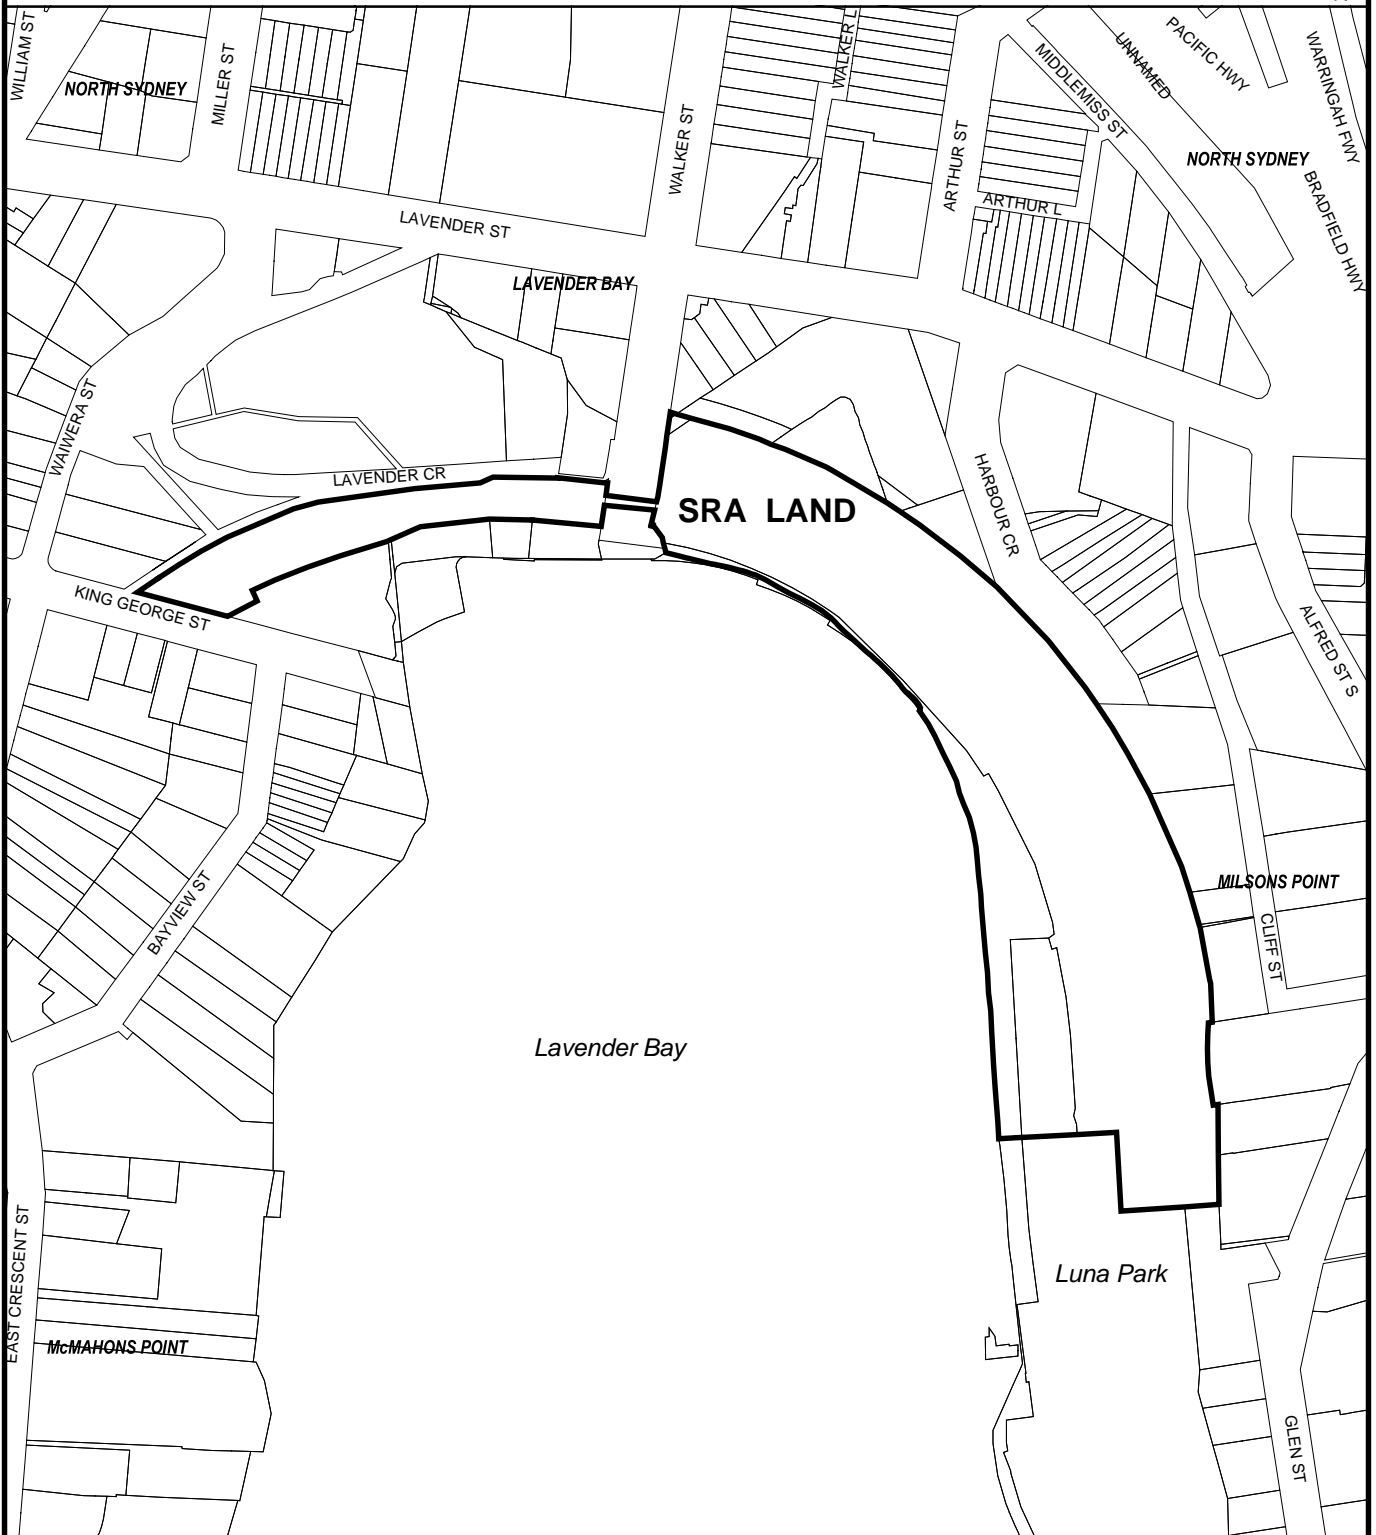 WILLIAM ST
NORTH SYDNEY
MILLER ST
WALKER ST
WALKER L
ARTHUR ST
MIDDLEMISS ST
UNNAMED
PACIFIC HWY
WARRINGAH FWY
NORTH SYDNEY
BRADFIELD HWY
ARTHUR L
LAVENDER ST
LAVENDER BAY
WAIWERA ST
LAVENDER CR
SRA LAND
HARBOUR CR
KING GEORGE ST
ALFRED ST S
MILSONS POINT
BAYVIEW ST
CLIFF ST
Lavender Bay
Luna Park
EAST CRESCENT ST
McMAHONS POINT
GLEN ST